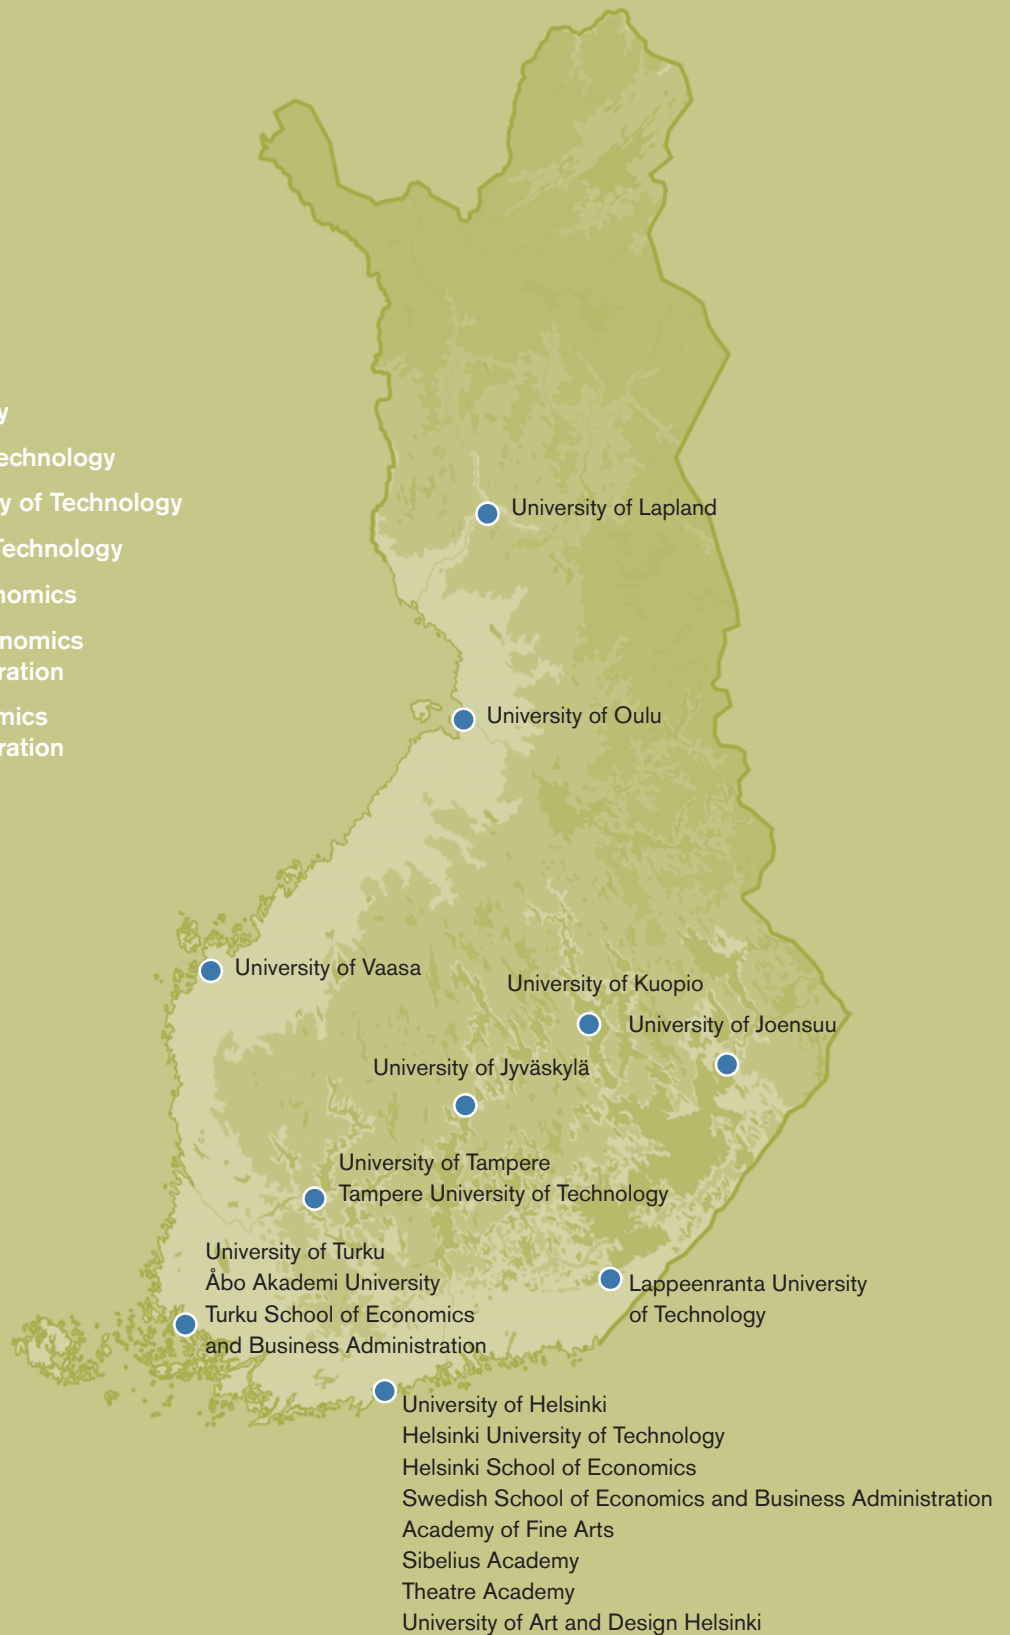 y
echnology
y of Technology
Technology
nomics
nomics
ration
mics
ration
University of Lapland
University of Oulu
University of Vaasa
University of Kuopio
University of Joensuu
University of Jyväskylä
University of Tampere
Tampere University of Technology
University of Turku
Åbo Akademi University
Turku School of Economics
and Business Administration
Lappeenranta University
of Technology
University of Helsinki
Helsinki University of Technology
Helsinki School of Economics
Swedish School of Economics and Business Administration
Academy of Fine Arts
Sibelius Academy
Theatre Academy
University of Art and Design Helsinki